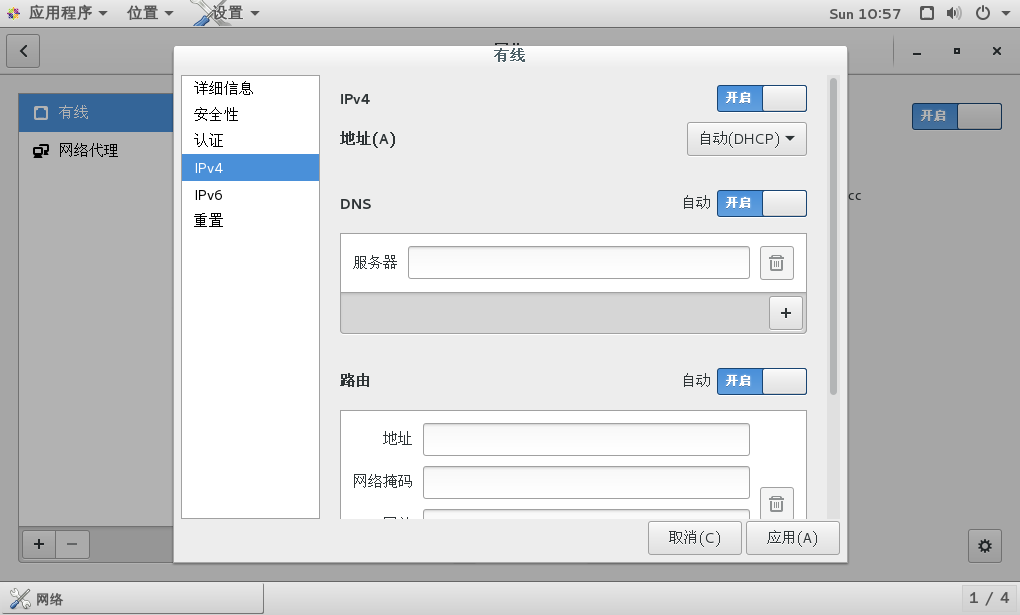 应用程序 位置 设置 Sun 10:57
有线
有线
网络代理
开启
cc
详细信息
安全性
认证
IPv4
IPv6
重置
IPv4 开启
地址(A) 自动(DHCP)
DNS 自动 开启
服务器
+
路由 自动 开启
地址
网络掩码
取消(C) 应用(A)
+ −
网络 1 / 4